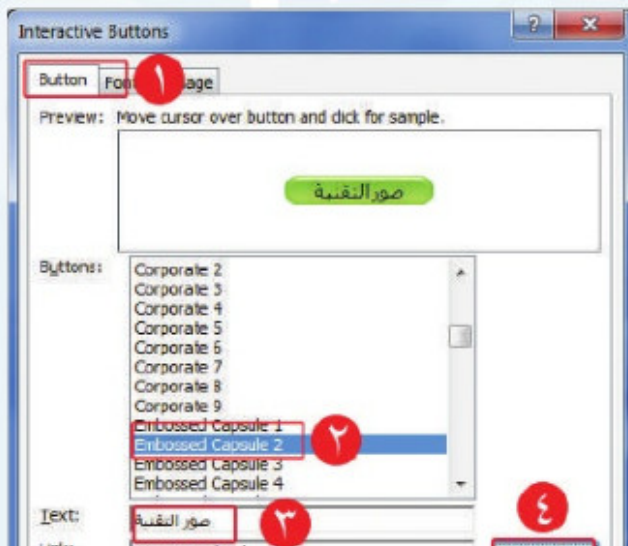 Interactive Buttons
Button Fon age
١
Preview: Move cursor over button and click for sample.
صور التقنية
Buttons:
Corporate 2
Corporate 3
Corporate 4
Corporate 5
Corporate 6
Corporate 7
Corporate 8
Corporate 9
Embossed Capsule 1
Embossed Capsule 2
٢
Embossed Capsule 3
Embossed Capsule 4
Text: صور التقنية
٣
٤